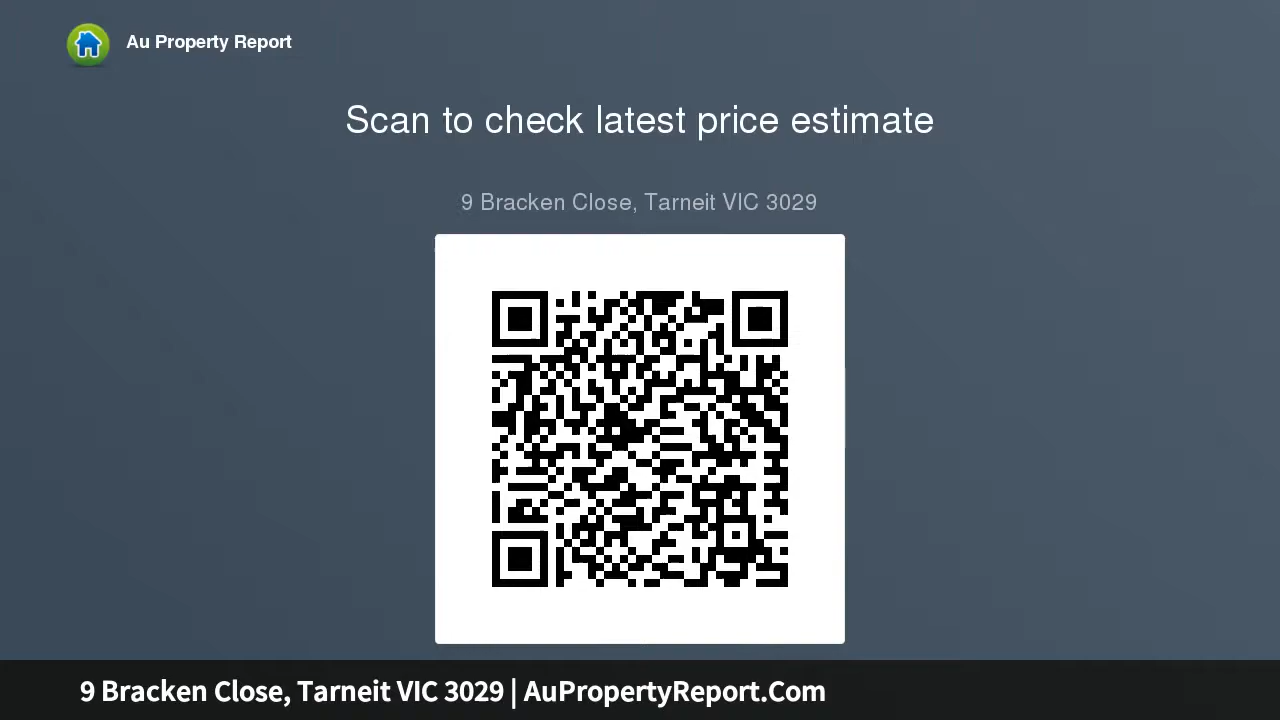 Au Property Report
Scan to check latest price estimate
9 Bracken Close, Tarneit VIC 3029
9 Bracken Close, Tarneit VIC 3029 | AuPropertyReport.Com